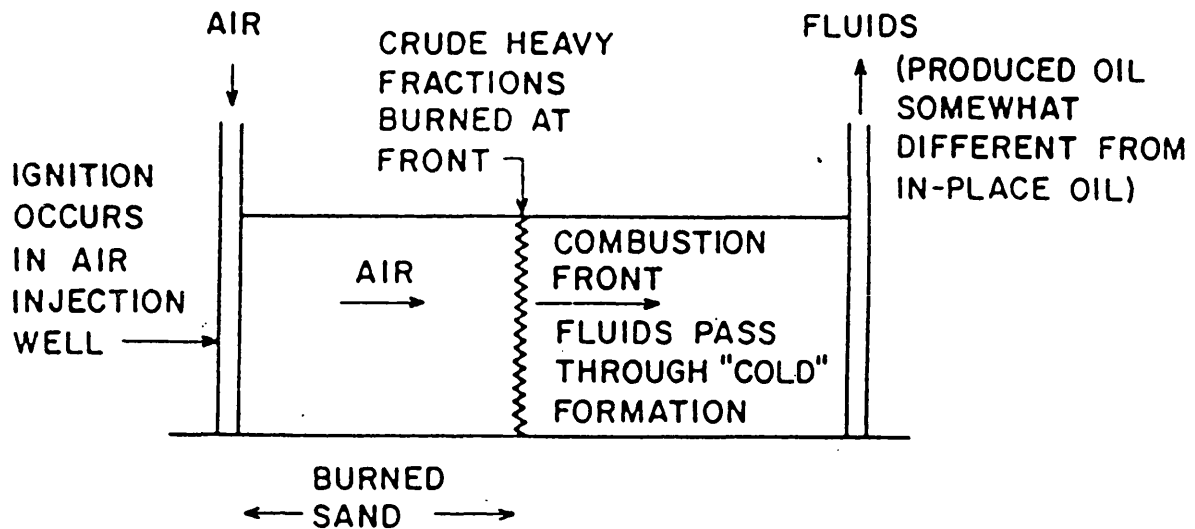 AIR
CRUDE HEAVY
FRACTIONS
BURNED AT
FRONT
FLUIDS
(PRODUCED OIL
SOMEWHAT
DIFFERENT FROM
IN-PLACE OIL)
IGNITION
OCCURS
IN AIR
INJECTION
WELL
AIR
COMBUSTION
FRONT
FLUIDS PASS
THROUGH "COLD"
FORMATION
BURNED
SAND